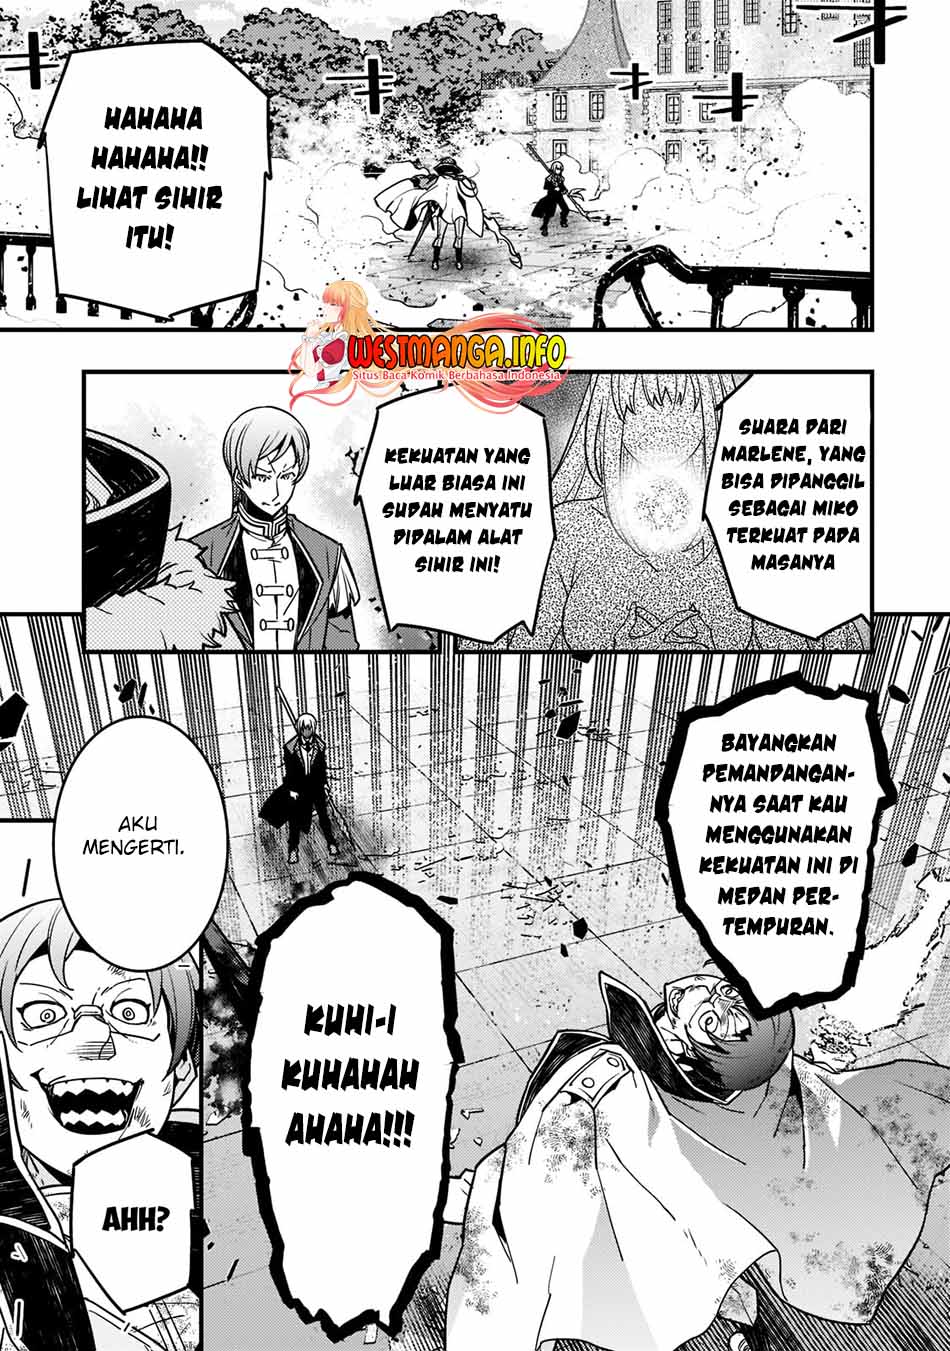 HAHAHA
HAHAHA!!
LIHAT SIHIR
ITU!
WESTMANGA.INFO
Situs Baca Komik Berbahasa Indonesia
SUARA DARI
MARLENE, YANG
BISA DIPANGGIL
SEBAGAI MIKO
TERKUAT PADA
MASANYA
KEKUATAN YANG
LUAR BIASA INI
SUDAH MENYATU
DIDALAM ALAT
SIHIR INI!
BAYANGKAN
PEMANDANGAN-
NYA SAAT KAU
MENGGUNAKAN
KEKUATAN INI DI
MEDAN PER-
TEMPURAN.
KUHI-I
KUHAHAH
AHAHA!!!
AKU
MENGERTI.
AHH?